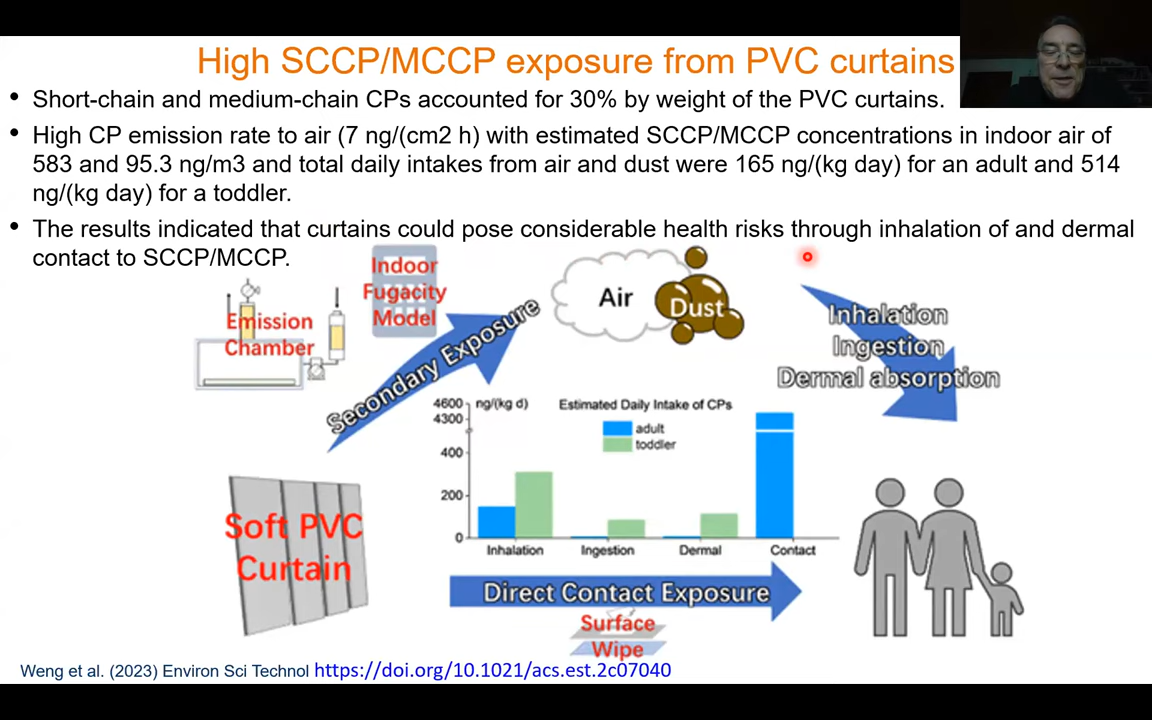 High SCCP/MCCP exposure from PVC curtains
• Short-chain and medium-chain CPs accounted for 30% by weight of the PVC curtains.
• High CP emission rate to air (7 ng/(cm2 h) with estimated SCCP/MCCP concentrations in indoor air of
583 and 95.3 ng/m3 and total daily intakes from air and dust were 165 ng/(kg day) for an adult and 514
ng/(kg day) for a toddler.
• The results indicated that curtains could pose considerable health risks through inhalation of and dermal
contact to SCCP/MCCP.
Emission
Chamber
Indoor
Fugacity
Model
Secondary Exposure
Air
Dust
Inhalation
Ingestion
Dermal absorption
4600
ng/(kg d)
Estimated Daily Intake of CPs
4300
adult
toddler
400
200
0
Inhalation
Ingestion
Dermal
Contact
Soft PVC
Curtain
Direct Contact Exposure
Surface
Wipe
Weng et al. (2023) Environ Sci Technol https://doi.org/10.1021/acs.est.2c07040